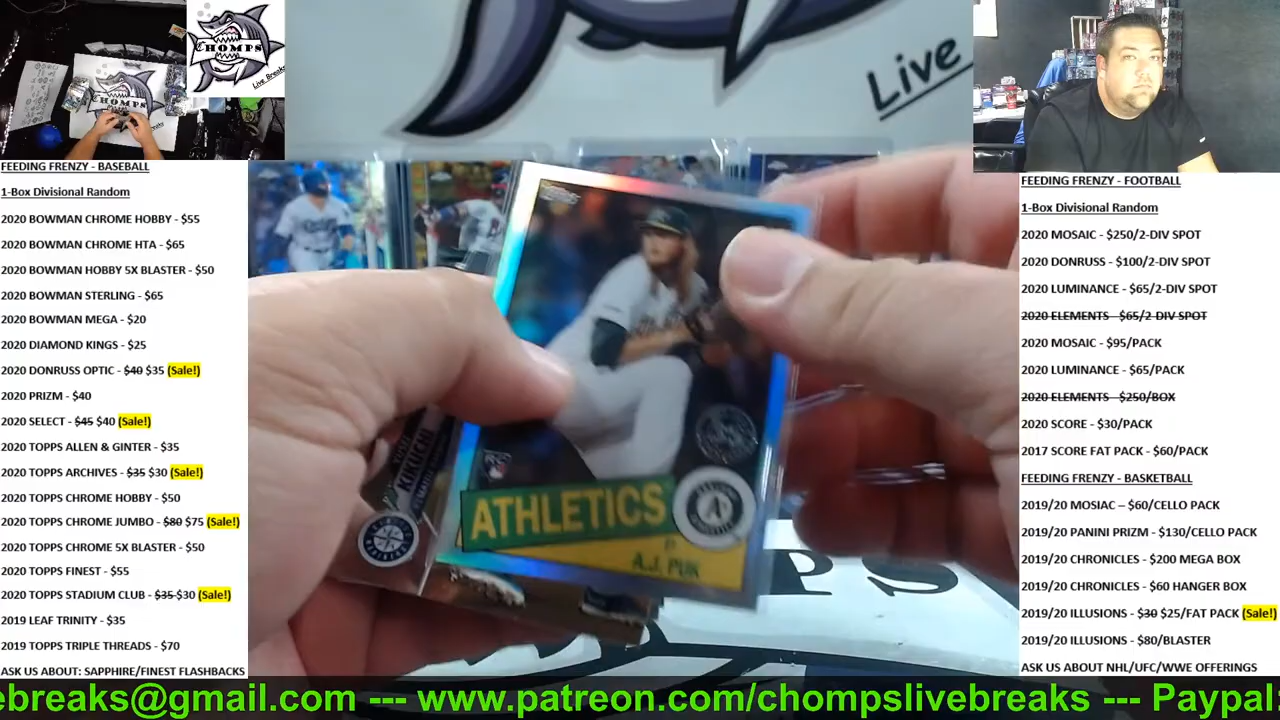 CHOMPS
Live Breaks
CHOMPS
Live
FEEDING FRENZY - BASEBALL
1-Box Divisional Random
2020 BOWMAN CHROME HOBBY - $55
2020 BOWMAN CHROME HTA - $65
2020 BOWMAN HOBBY 5X BLASTER - $50
2020 BOWMAN STERLING - $65
2020 BOWMAN MEGA - $20
2020 DIAMOND KINGS - $25
2020 DONRUSS OPTIC - $40 $35 (Sale!)
2020 PRIZM - $40
2020 SELECT - $45 $40 (Sale!)
2020 TOPPS ALLEN & GINTER - $35
2020 TOPPS ARCHIVES - $35 $30 (Sale!)
2020 TOPPS CHROME HOBBY - $50
2020 TOPPS CHROME JUMBO - $80 $75 (Sale!)
2020 TOPPS CHROME 5X BLASTER - $50
2020 TOPPS FINEST - $55
2020 TOPPS STADIUM CLUB - $35 $30 (Sale!)
2019 LEAF TRINITY - $35
2019 TOPPS TRIPLE THREADS - $70
ASK US ABOUT: SAPPHIRE/FINEST FLASHBACKS
KIKUCHI
ATHLETICS
A.J. PUK
MPS
FEEDING FRENZY - FOOTBALL
1-Box Divisional Random
2020 MOSAIC - $250/2-DIV SPOT
2020 DONRUSS - $100/2-DIV SPOT
2020 LUMINANCE - $65/2-DIV SPOT
2020 ELEMENTS - $65/2-DIV SPOT
2020 MOSAIC - $95/PACK
2020 LUMINANCE - $65/PACK
2020 ELEMENTS - $250/BOX
2020 SCORE - $30/PACK
2017 SCORE FAT PACK - $60/PACK
FEEDING FRENZY - BASKETBALL
2019/20 MOSIAC – $60/CELLO PACK
2019/20 PANINI PRIZM - $130/CELLO PACK
2019/20 CHRONICLES - $200 MEGA BOX
2019/20 CHRONICLES - $60 HANGER BOX
2019/20 ILLUSIONS - $30 $25/FAT PACK (Sale!)
2019/20 ILLUSIONS - $80/BLASTER
ASK US ABOUT NHL/UFC/WWE OFFERINGS
ebreaks@gmail.com --- www.patreon.com/chompslivebreaks --- Paypal: